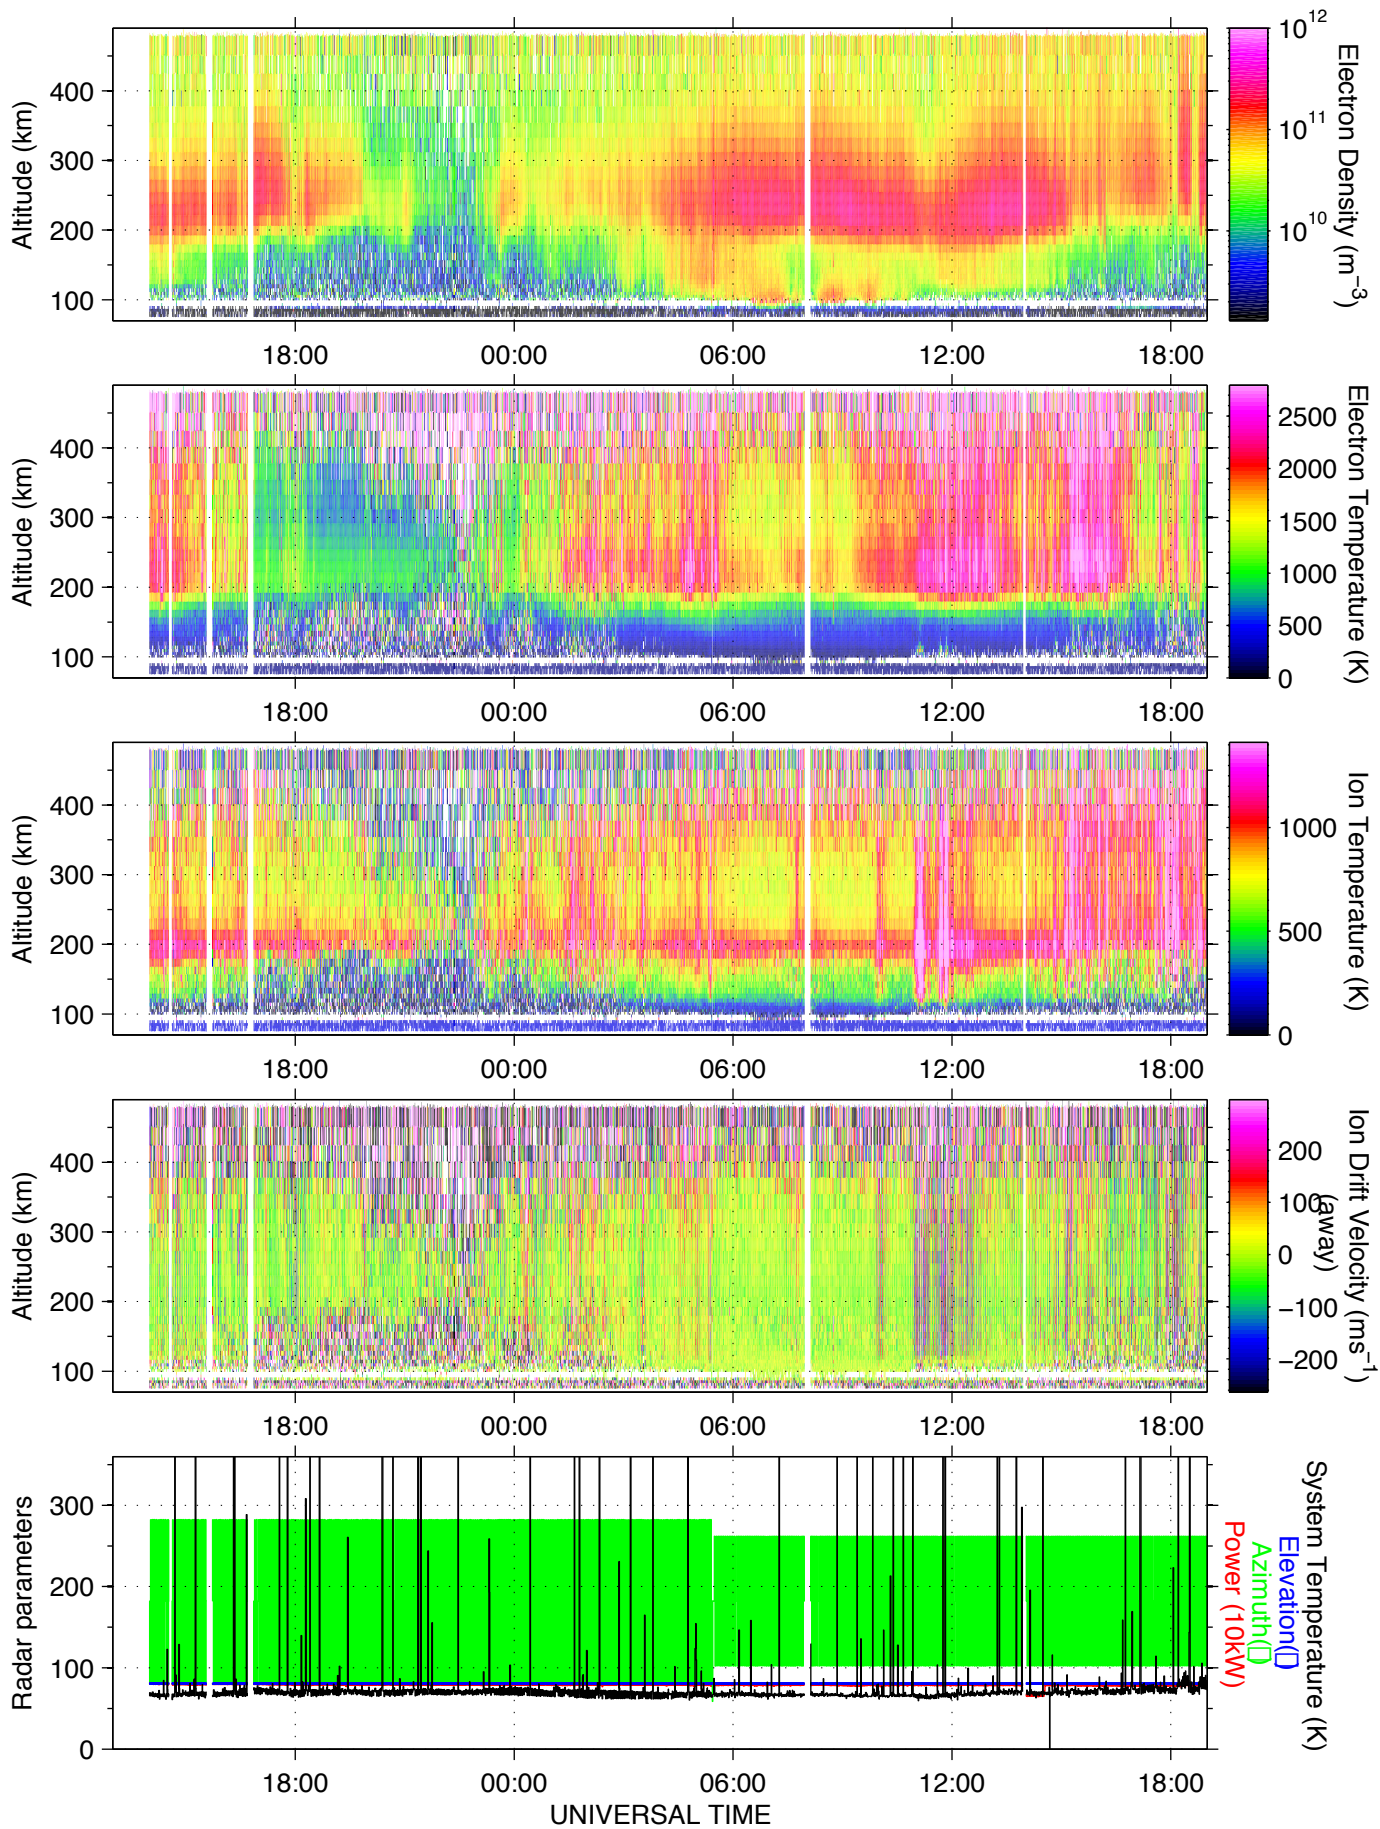 400
300
200
100
Altitude (km)
18:00 00:00 06:00 12:00 18:00
10^12
10^11
10^10
Electron Density (m^−3)
400
300
200
100
Altitude (km)
18:00 00:00 06:00 12:00 18:00
2500
2000
1500
1000
500
0
Electron Temperature (K)
400
300
200
100
Altitude (km)
18:00 00:00 06:00 12:00 18:00
1000
500
0
Ion Temperature (K)
400
300
200
100
Altitude (km)
18:00 00:00 06:00 12:00 18:00
200
100
0
−100
−200
Ion Drift Velocity (ms^−1)
(away)
300
200
100
0
Radar parameters
18:00 00:00 06:00 12:00 18:00
UNIVERSAL TIME
System Temperature (K)
Elevation(▯)
Azimuth(▯)
Power (10kW)